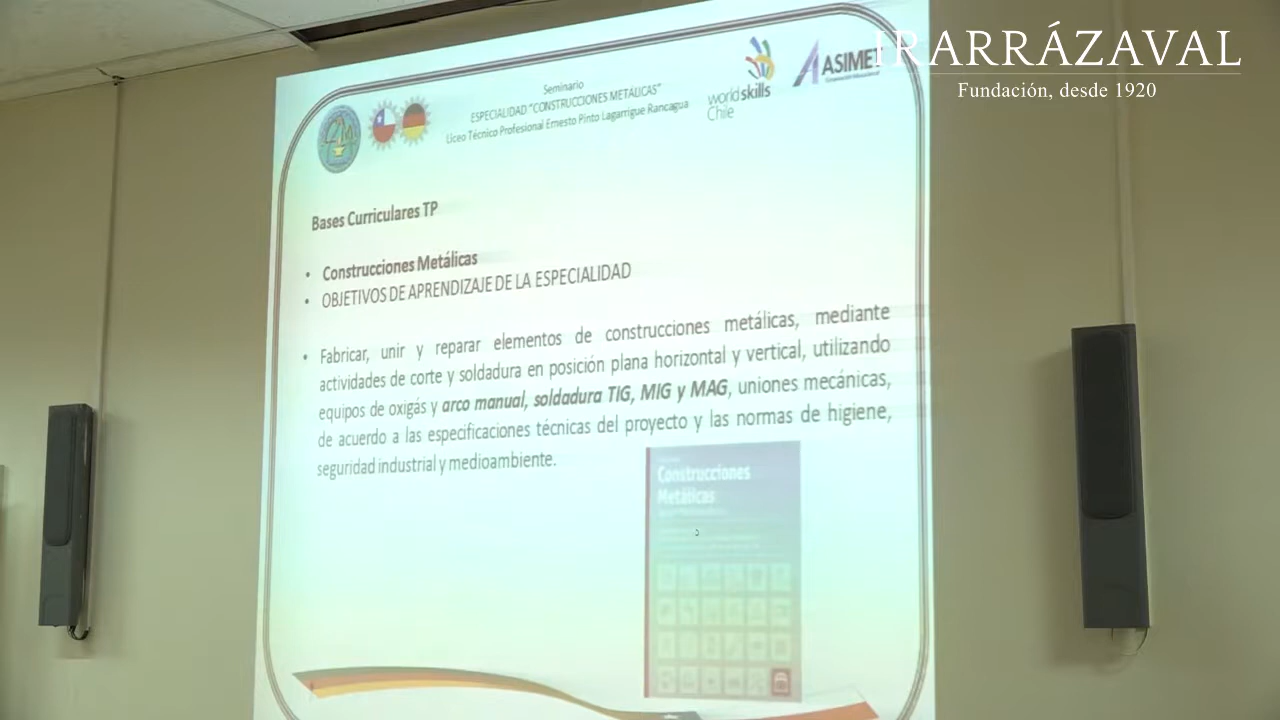 IRARRÁZAVAL
Fundación, desde 1920
Seminario
ESPECIALIDAD "CONSTRUCCIONES METÁLICAS"
Liceo Técnico Profesional Ernesto Pinto Lagarrigue Rancagua
worldskills
Chile
ASIMET
Bases Curriculares TP
• Construcciones Metálicas
• OBJETIVOS DE APRENDIZAJE DE LA ESPECIALIDAD
• Fabricar, unir y reparar elementos de construcciones metálicas, mediante
actividades de corte y soldadura en posición plana horizontal y vertical, utilizando
equipos de oxigás y arco manual, soldadura TIG, MIG y MAG, uniones mecánicas,
de acuerdo a las especificaciones técnicas del proyecto y las normas de higiene,
seguridad industrial y medioambiente.
Construcciones
Metálicas